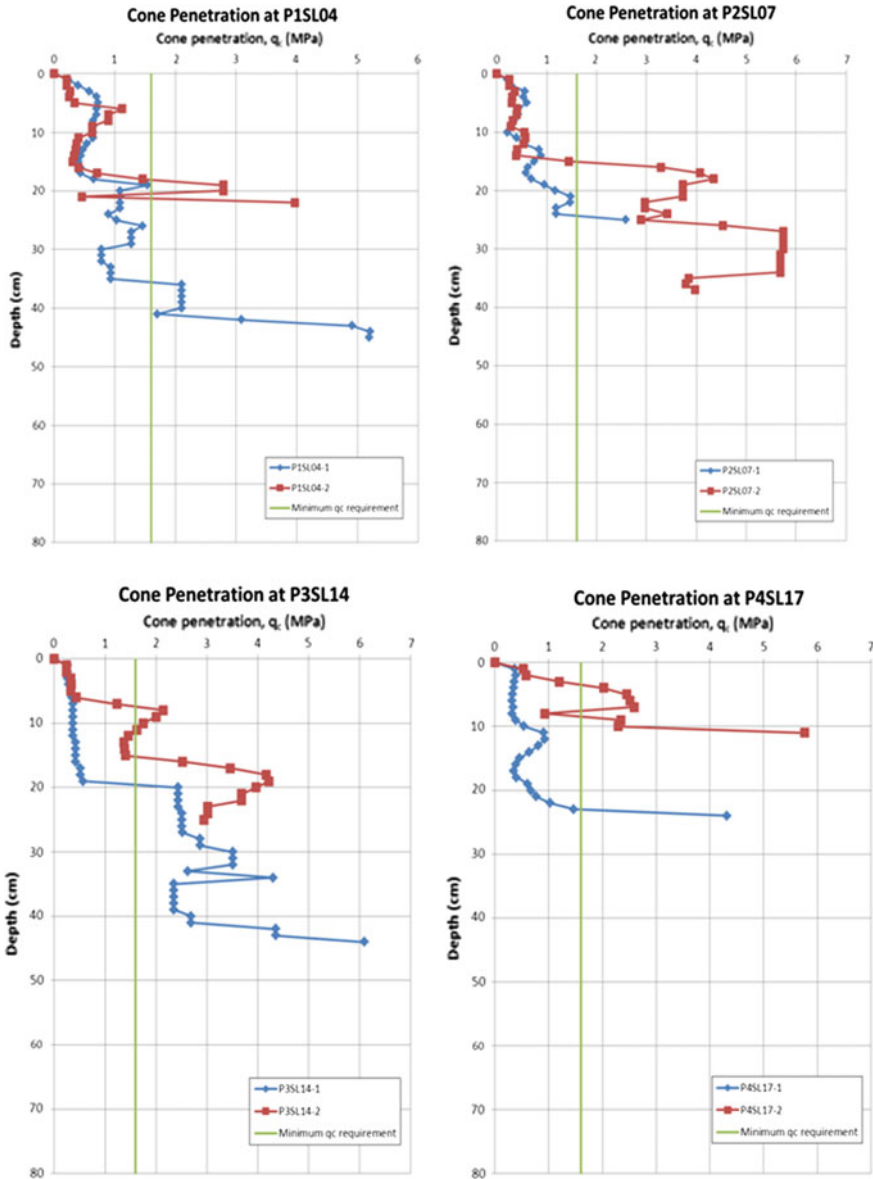 Cone Penetration at P1SL04
Cone penetration, qc (MPa)
0 1 2 3 4 5 6
0
10
20
30
40
50
60
70
80
Depth (cm)
P1SL04-1
P1SL04-2
Minimum qc requirement
Cone Penetration at P2SL07
Cone penetration, qc (MPa)
0 1 2 3 4 5 6 7
0
10
20
30
40
50
60
70
80
Depth (cm)
P2SL07-1
P2SL07-2
Minimum qc requirement
Cone Penetration at P3SL14
Cone penetration, qc (MPa)
0 1 2 3 4 5 6 7
0
10
20
30
40
50
60
70
80
Depth (cm)
P3SL14-1
P3SL14-2
Minimum qc requirement
Cone Penetration at P4SL17
Cone penetration, qc (MPa)
0 1 2 3 4 5 6 7
0
10
20
30
40
50
60
70
80
Depth (cm)
P4SL17-1
P4SL17-2
Minimum qc requirement